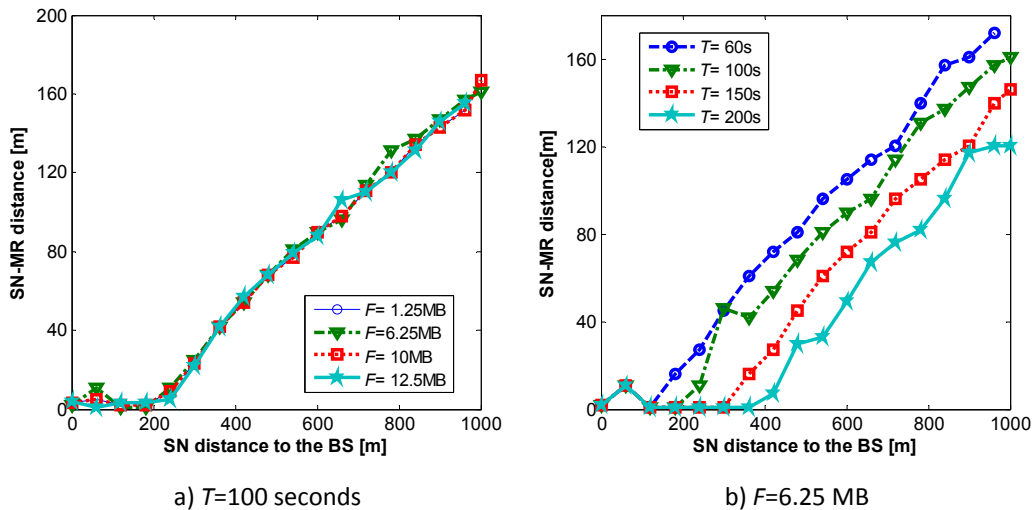 200
160
120
80
40
0
SN-MR distance [m]
0
200
400
600
800
1000
SN distance to the BS [m]
F= 1.25MB
F=6.25MB
F= 10MB
F= 12.5MB
a) T=100 seconds
160
120
80
40
0
SN-MR distance[m]
0
200
400
600
800
1000
SN distance to the BS [m]
T= 60s
T= 100s
T= 150s
T= 200s
b) F=6.25 MB